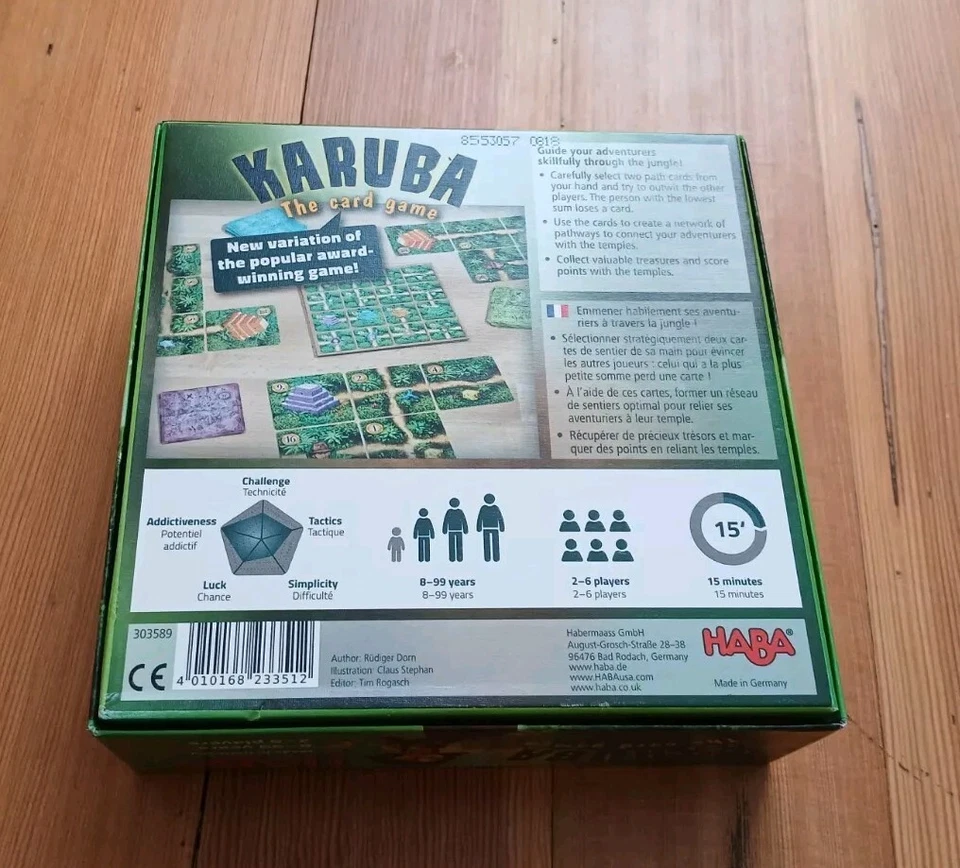 8553057 0818
KARUBA
The card game
New variation of
the popular award-
winning game!
Guide your adventurers
skillfully through the jungle!
• Carefully select two path cards from
your hand and try to outwit the other
players. The person with the lowest
sum loses a card.
• Use the cards to create a network of
pathways to connect your adventurers
with the temples.
• Collect valuable treasures and score
points with the temples.
Emmener habilement ses aventu-
riers à travers la jungle !
• Sélectionner stratégiquement deux car-
tes de sentier de sa main pour évincer
les autres joueurs : celui qui a la plus
petite somme perd une carte !
• À l'aide de ces cartes, former un réseau
de sentiers optimal pour relier ses
aventuriers à leur temple.
• Récupérer de précieux trésors et mar-
quer des points en reliant les temples.
Challenge
Technicité
Addictiveness
Potentiel
addictif
Tactics
Tactique
Luck
Chance
Simplicity
Difficulté
8–99 years
8–99 years
2–6 players
2–6 players
15'
15 minutes
15 minutes
303589
CE
4 010168 233512
Author: Rüdiger Dorn
Illustration: Claus Stephan
Editor: Tim Rogasch
Habermaass GmbH
August-Grosch-Straße 28–38
96476 Bad Rodach, Germany
www.haba.de
www.HABAusa.com
www.haba.co.uk
HABA®
Made in Germany